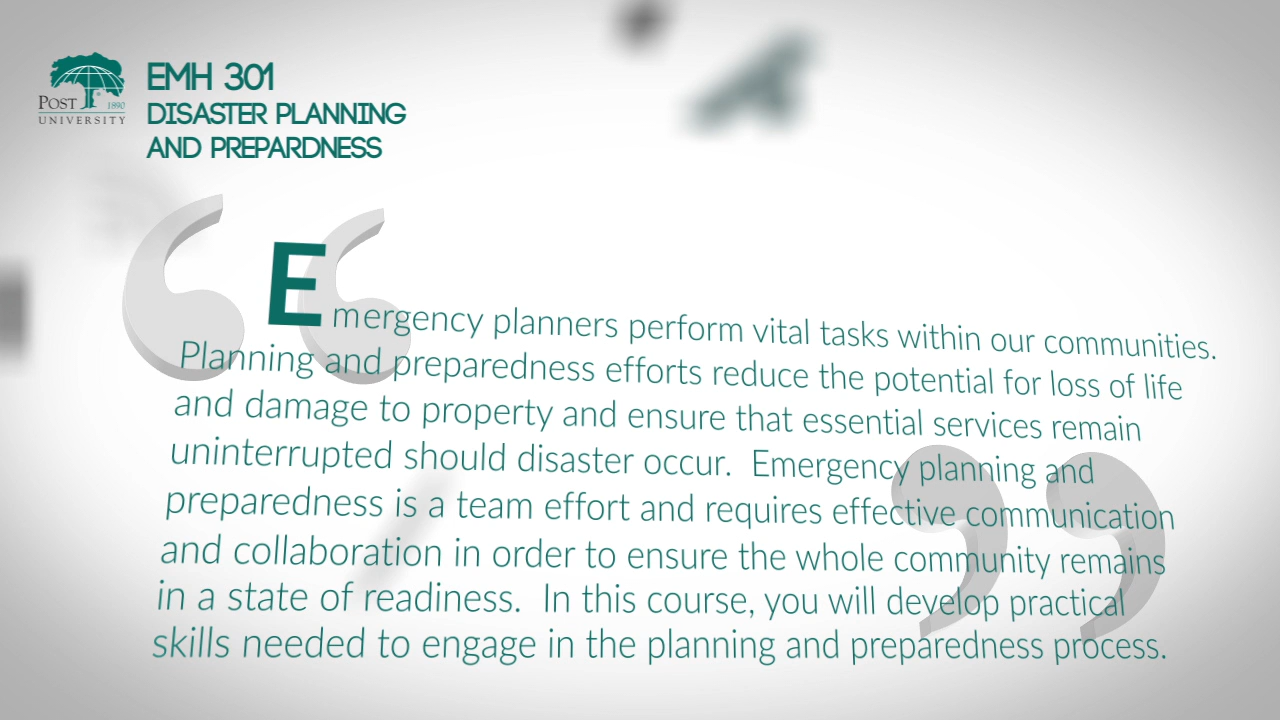 POST
1890
UNIVERSITY
EMH 301
DISASTER PLANNING
AND PREPARDNESS
“
Emergency planners perform vital tasks within our communities.
Planning and preparedness efforts reduce the potential for loss of life
and damage to property and ensure that essential services remain
uninterrupted should disaster occur.  Emergency planning and
preparedness is a team effort and requires effective communication
and collaboration in order to ensure the whole community remains
in a state of readiness.  In this course, you will develop practical
skills needed to engage in the planning and preparedness process.
”